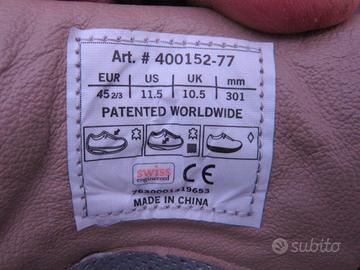 Art. # 400152-77
EUR US UK mm
45 2/3 11.5 10.5 301
PATENTED WORLDWIDE
swiss
engineered
CE
7630001319653
MADE IN CHINA
subito